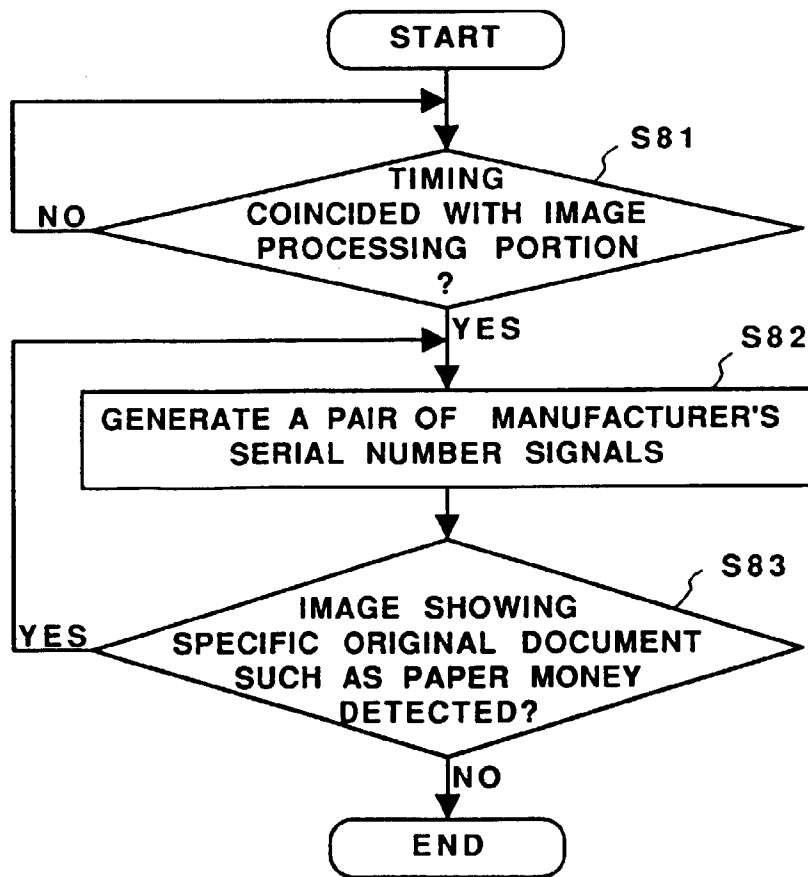 START
S81
TIMING
COINCIDED WITH IMAGE
PROCESSING PORTION
?
NO
YES
S82
GENERATE A PAIR OF MANUFACTURER'S
SERIAL NUMBER SIGNALS
S83
IMAGE SHOWING
SPECIFIC ORIGINAL DOCUMENT
SUCH AS PAPER MONEY
DETECTED?
YES
NO
END